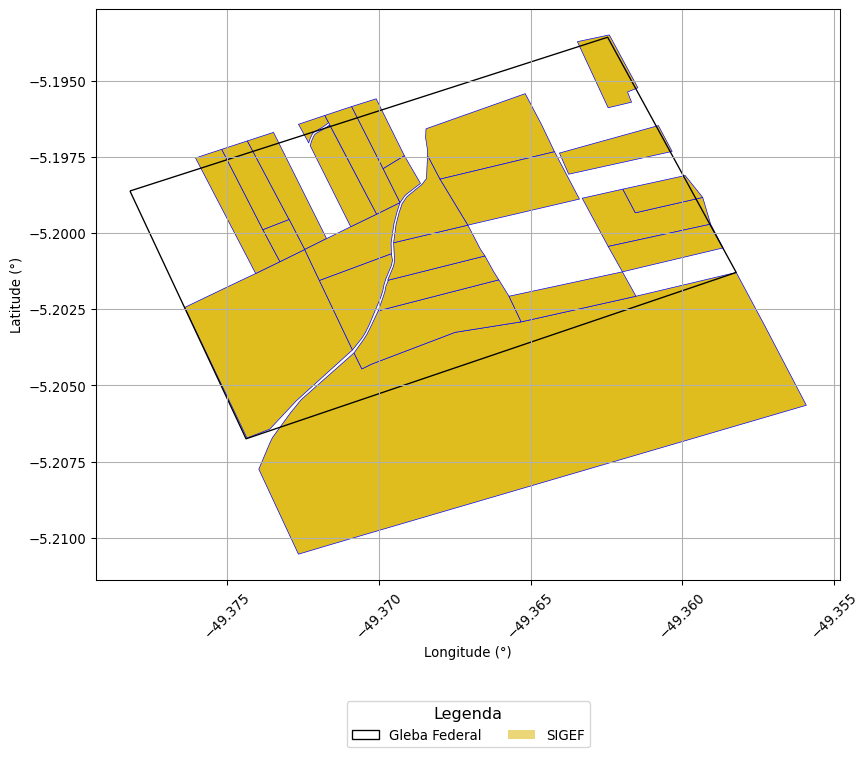 −5.1950
−5.1975
−5.2000
−5.2025
−5.2050
−5.2075
−5.2100
Latitude (°)
−49.375
−49.370
−49.365
−49.360
−49.355
Longitude (°)
Legenda
Gleba Federal
SIGEF